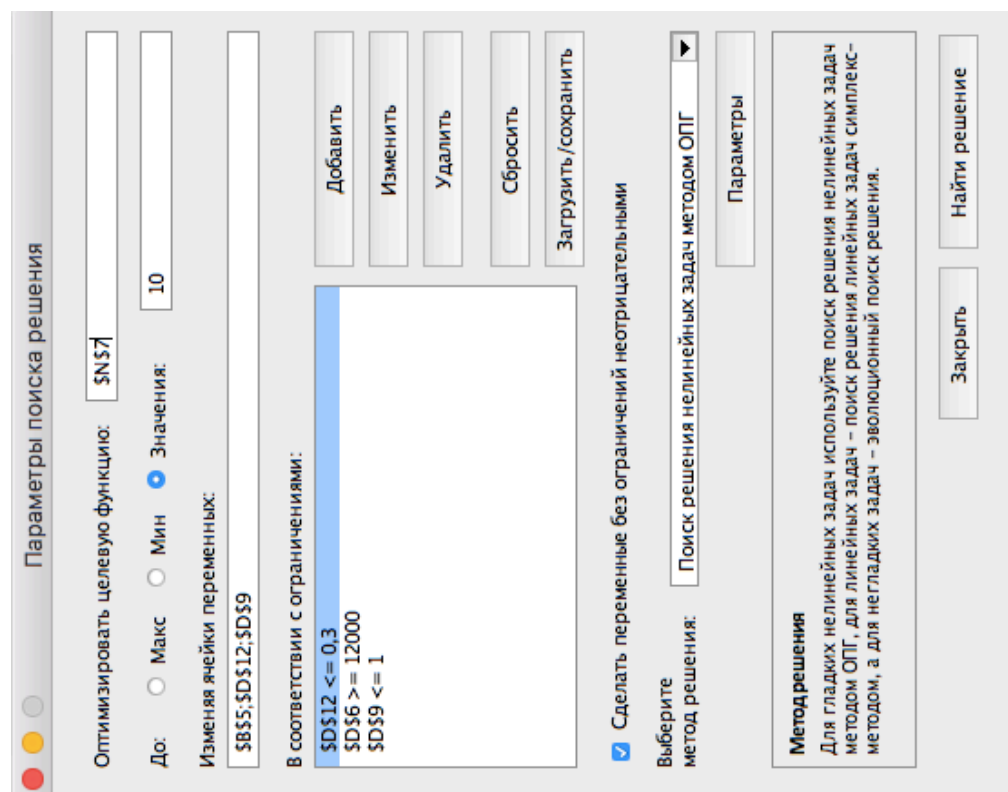 Параметры поиска решения
Оптимизировать целевую функцию: $N$7
До: Макс Мин Значения: 10
Изменяя ячейки переменных:
$B$5;$D$12;$D$9
В соответствии с ограничениями:
$D$12 <= 0,3
$D$6 >= 12000
$D$9 <= 1
Добавить
Изменить
Удалить
Сбросить
Загрузить/сохранить
Сделать переменные без ограничений неотрицательными
Выберите
метод решения:
Поиск решения нелинейных задач методом ОПГ
Параметры
Метод решения
Для гладких нелинейных задач используйте поиск решения нелинейных задач
методом ОПГ, для линейных задач – поиск решения линейных задач симплекс–
методом, а для негладких задач – эволюционный поиск решения.
Закрыть
Найти решение